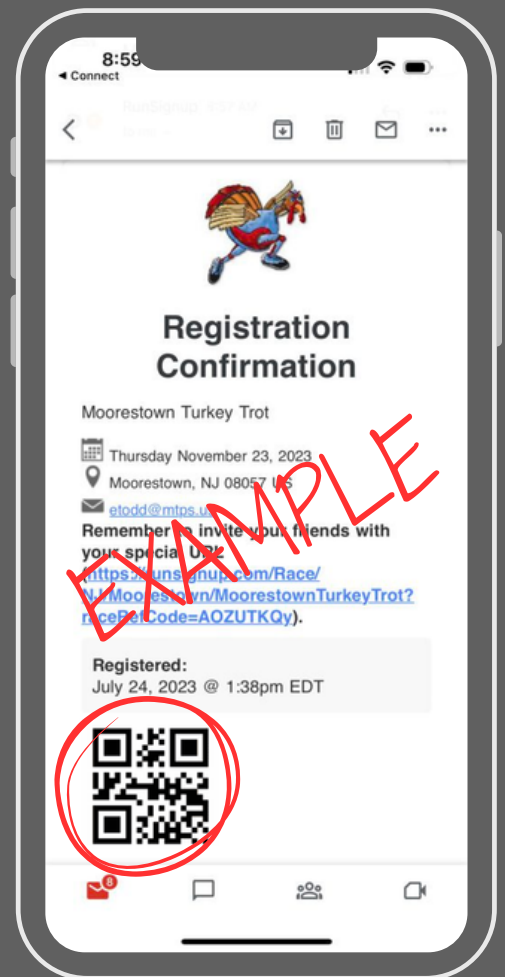 8:59
Connect
Registration
Confirmation
Moorestown Turkey Trot
Thursday November 23, 2023
Moorestown, NJ 08057 US
etodd@mtps.u
Remember to invite your friends with
your special URL
(https://runsignup.com/Race/
NJ/Moorestown/MoorestownTurkeyTrot?
raceRefCode=AOZUTKQy).
EXAMPLE
Registered:
July 24, 2023 @ 1:38pm EDT
8